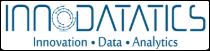 INNODATATICS
Innovation • Data • Analytics